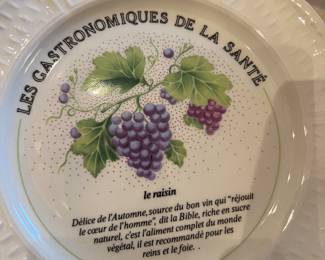 LES GASTRONOMIQUES DE LA SANTÉ
le raisin
Délice de l'Automne, source du bon vin qui "réjouit
le cœur de l'homme", dit la Bible, riche en sucre
naturel, c'est l'aliment complet du monde
végétal, il est recommandé pour les
reins et le foie. .